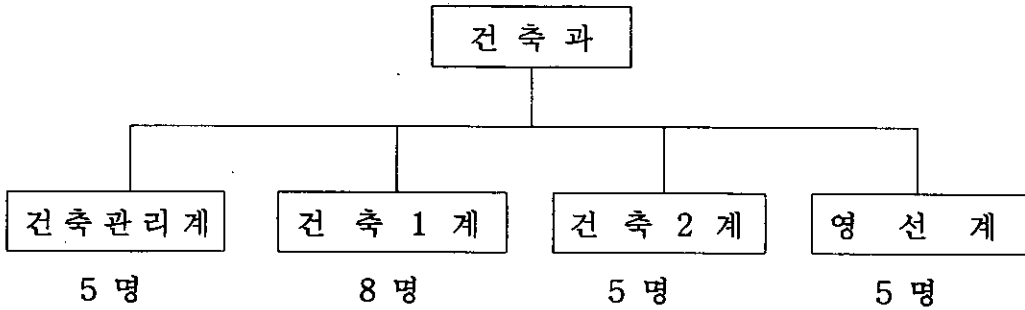 건 축 과
건축관리계 건 축 1 계 건 축 2 계 영 선 계
5 명 8 명 5 명 5 명